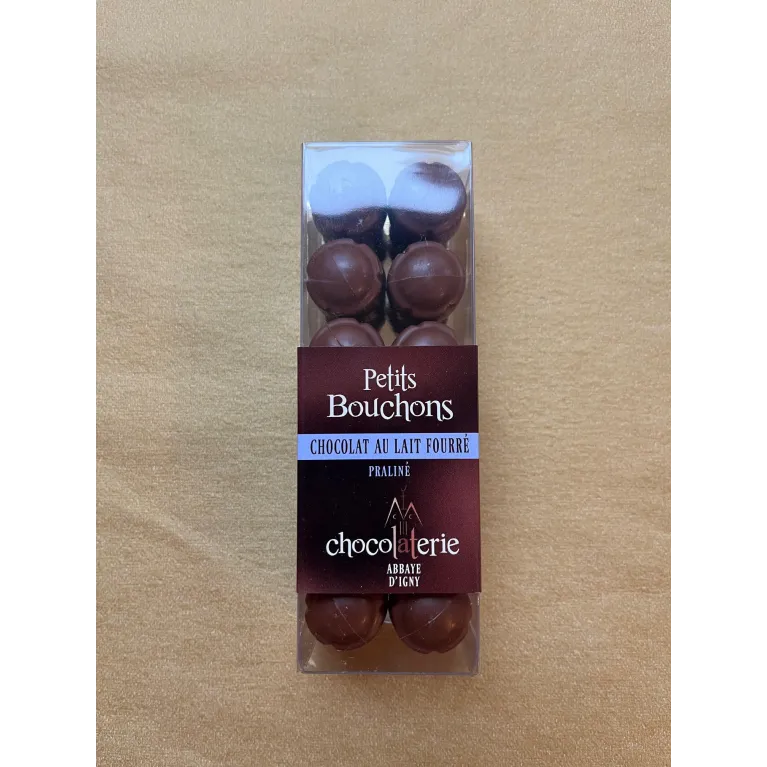 Petits
Bouchons
CHOCOLAT AU LAIT FOURRÉ
PRALINÉ
chocolaterie
ABBAYE
D'IGNY